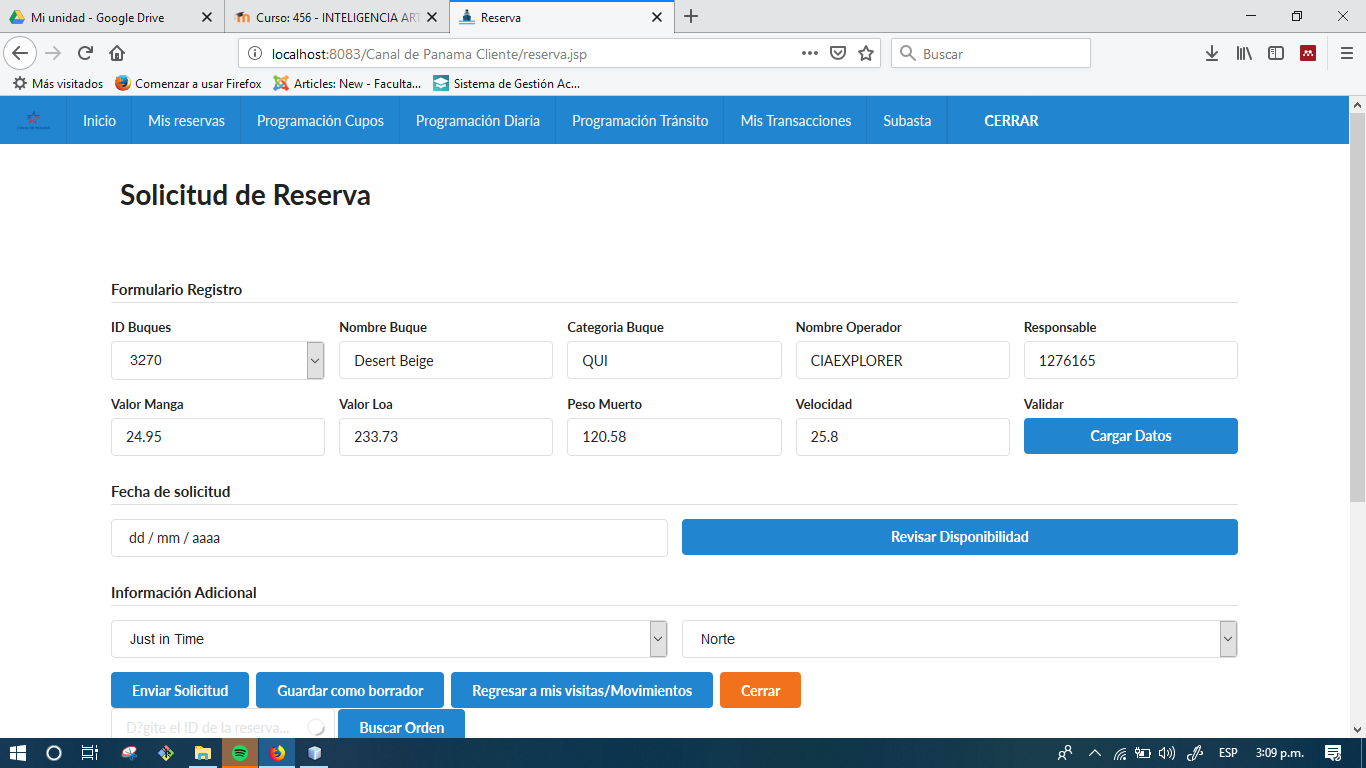 Mi unidad - Google Drive
Curso: 456 - INTELIGENCIA ART
Reserva
localhost:8083/Canal de Panama Cliente/reserva.jsp
Buscar
Más visitados
Comenzar a usar Firefox
Articles: New - Faculta...
Sistema de Gestión Ac...
Inicio
Mis reservas
Programación Cupos
Programación Diaria
Programación Tránsito
Mis Transacciones
Subasta
CERRAR
Solicitud de Reserva
Formulario Registro
ID Buques
Nombre Buque
Categoria Buque
Nombre Operador
Responsable
3270
Desert Beige
QUI
CIAEXPLORER
1276165
Valor Manga
Valor Loa
Peso Muerto
Velocidad
Validar
24.95
233.73
120.58
25.8
Cargar Datos
Fecha de solicitud
dd / mm / aaaa
Revisar Disponibilidad
Información Adicional
Just in Time
Norte
Enviar Solicitud
Guardar como borrador
Regresar a mis visitas/Movimientos
Cerrar
D?gite el ID de la reserva...
Buscar Orden
ESP
3:09 p.m.